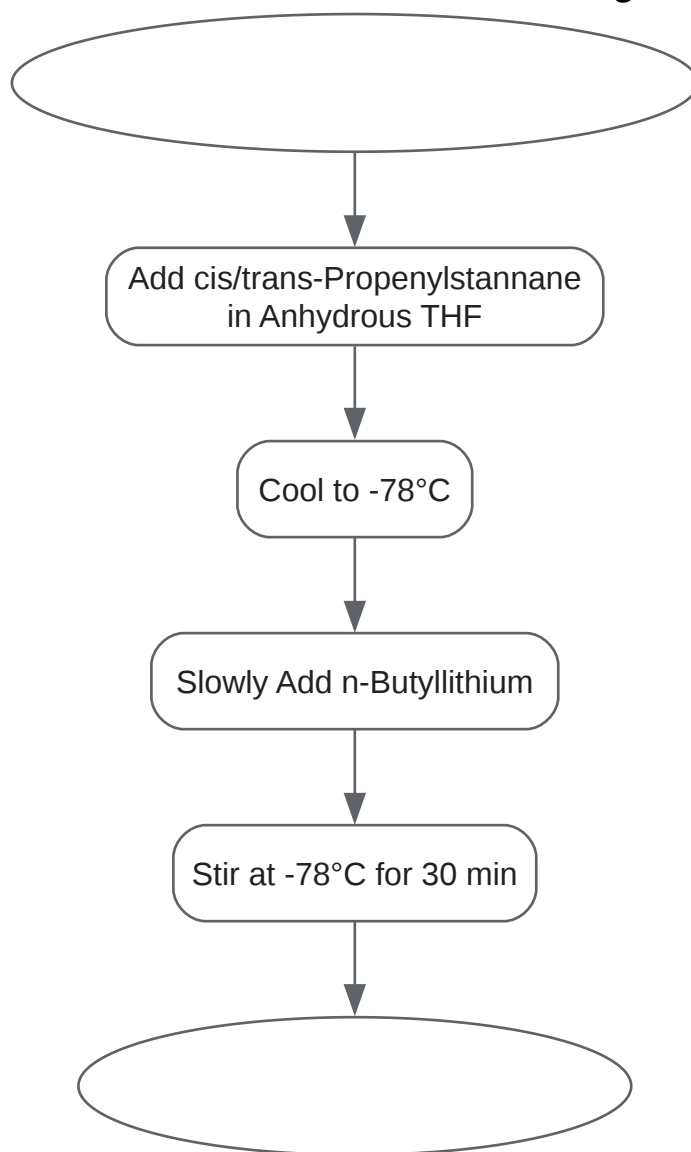 Add cis/trans-Propenylstannane
in Anhydrous THF
Cool to -78°C
Slowly Add n-Butyllithium
Stir at -78°C for 30 min